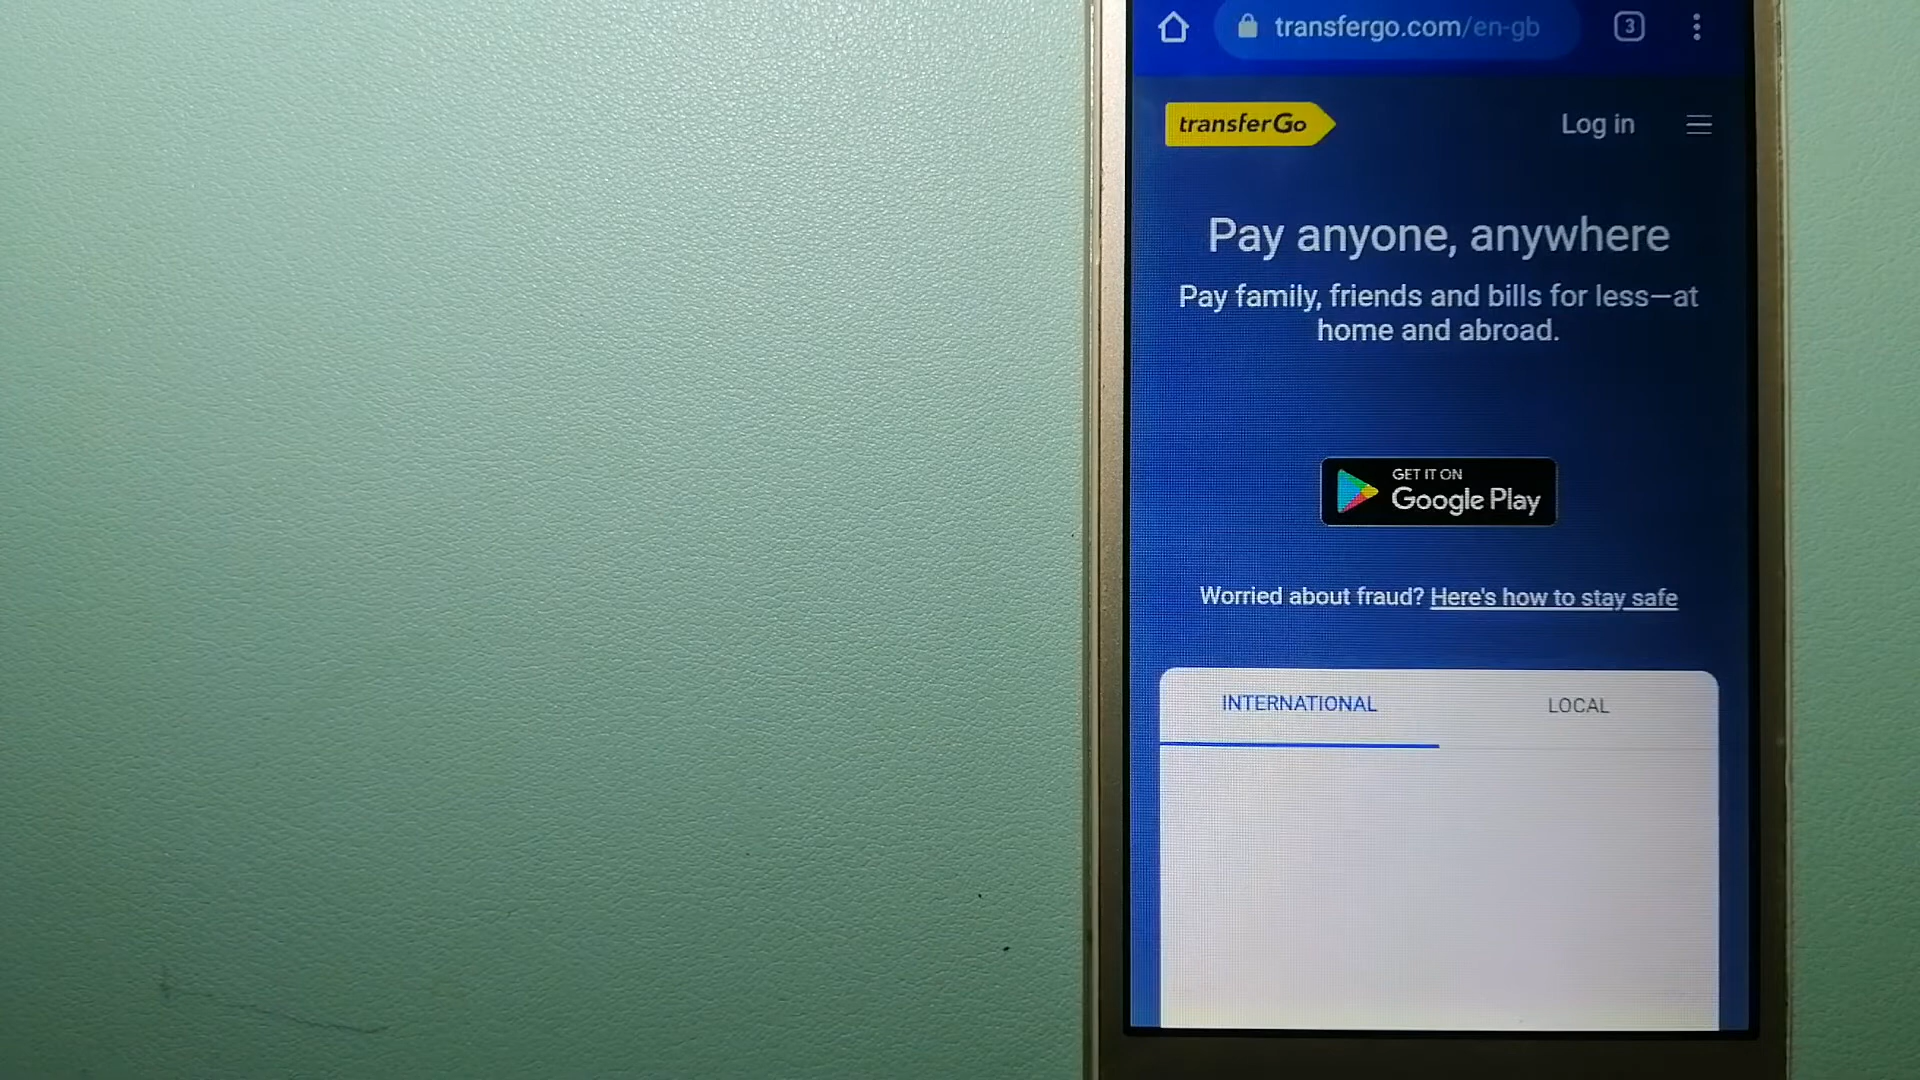 transfergo.com/en-gb
3
transferGo
Log in
Pay anyone, anywhere
Pay family, friends and bills for less—at
home and abroad.
GET IT ON
Google Play
Worried about fraud? Here's how to stay safe
INTERNATIONAL
LOCAL